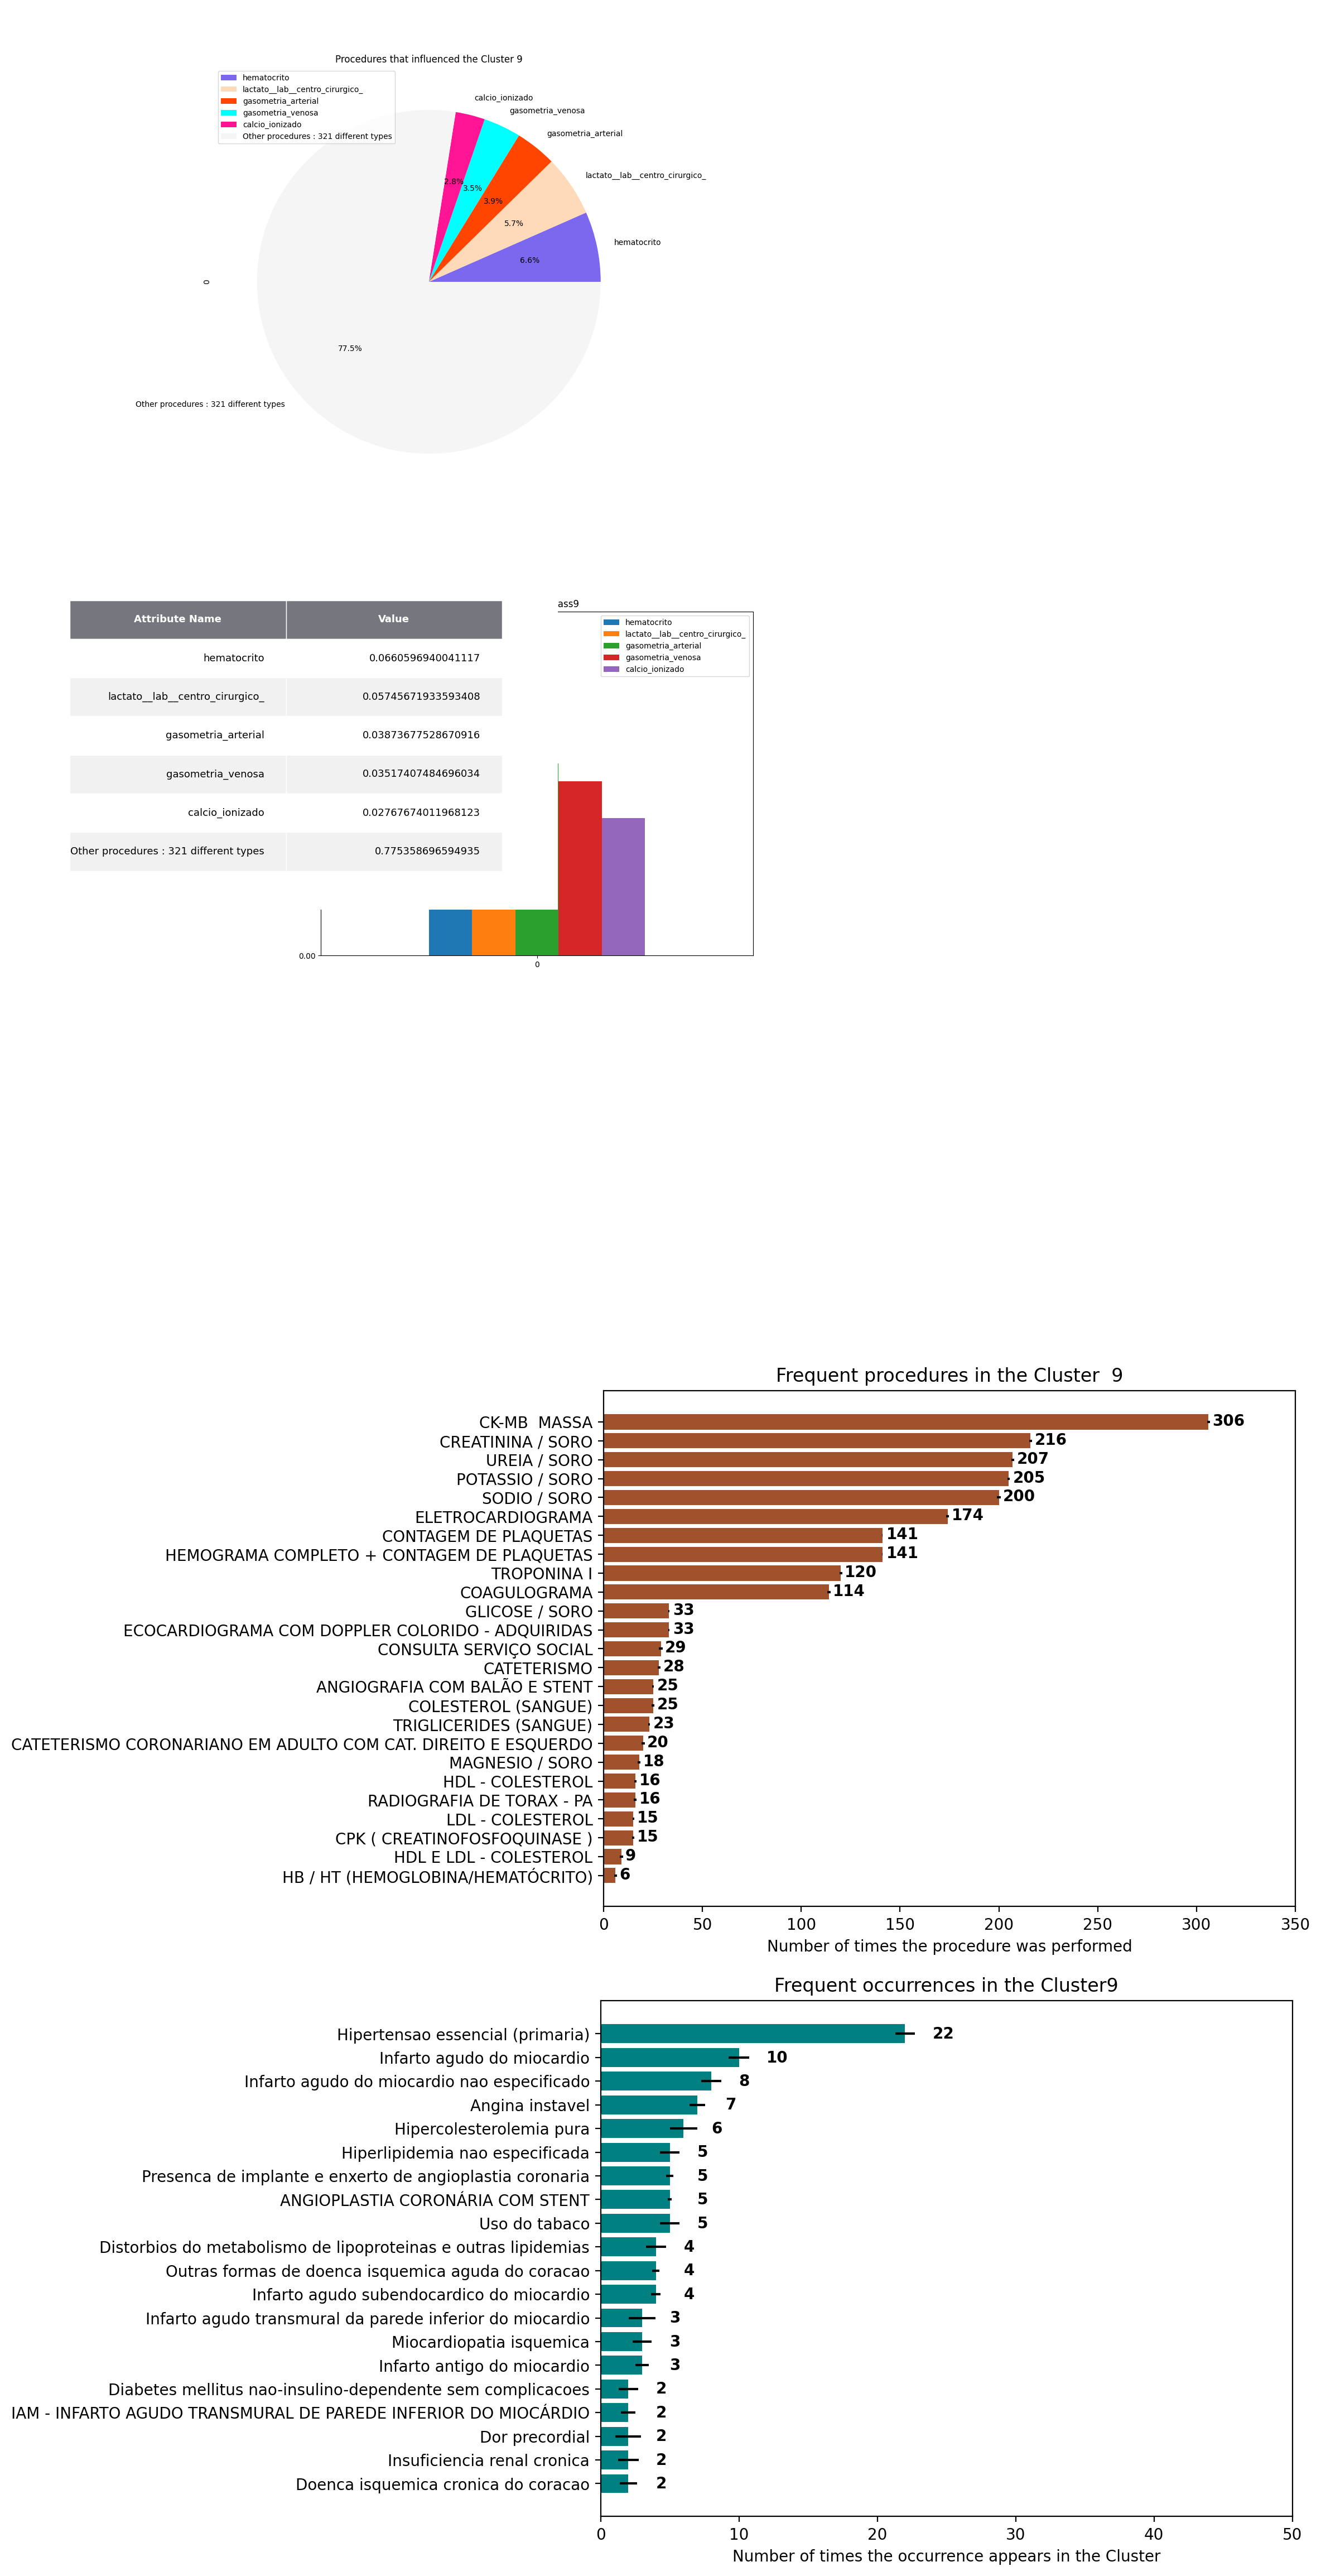 Procedures that influenced the Cluster 9
hematocrito
lactato__lab__centro_cirurgico_
gasometria_arterial
gasometria_venosa
calcio_ionizado
Other procedures : 321 different types
calcio_ionizado
gasometria_venosa
gasometria_arterial
lactato__lab__centro_cirurgico_
hematocrito
2.8%
3.5%
3.9%
5.7%
6.6%
0
77.5%
Other procedures : 321 different types
ass9
Attribute Name Value
hematocrito 0.0660596940041117
lactato__lab__centro_cirurgico_ 0.05745671933593408
gasometria_arterial 0.03873677528670916
gasometria_venosa 0.03517407484696034
calcio_ionizado 0.02767674011968123
Other procedures : 321 different types 0.775358696594935
hematocrito
lactato__lab__centro_cirurgico_
gasometria_arterial
gasometria_venosa
calcio_ionizado
0.00
0
Frequent procedures in the Cluster  9
CK-MB  MASSA 306
CREATININA / SORO 216
UREIA / SORO 207
POTASSIO / SORO 205
SODIO / SORO 200
ELETROCARDIOGRAMA 174
CONTAGEM DE PLAQUETAS 141
HEMOGRAMA COMPLETO + CONTAGEM DE PLAQUETAS 141
TROPONINA I 120
COAGULOGRAMA 114
GLICOSE / SORO 33
ECOCARDIOGRAMA COM DOPPLER COLORIDO - ADQUIRIDAS 33
CONSULTA SERVIÇO SOCIAL 29
CATETERISMO 28
ANGIOGRAFIA COM BALÃO E STENT 25
COLESTEROL (SANGUE) 25
TRIGLICERIDES (SANGUE) 23
CATETERISMO CORONARIANO EM ADULTO COM CAT. DIREITO E ESQUERDO 20
MAGNESIO / SORO 18
HDL - COLESTEROL 16
RADIOGRAFIA DE TORAX - PA 16
LDL - COLESTEROL 15
CPK ( CREATINOFOSFOQUINASE ) 15
HDL E LDL - COLESTEROL 9
HB / HT (HEMOGLOBINA/HEMATÓCRITO) 6
0 50 100 150 200 250 300 350
Number of times the procedure was performed
Frequent occurrences in the Cluster9
Hipertensao essencial (primaria) 22
Infarto agudo do miocardio 10
Infarto agudo do miocardio nao especificado 8
Angina instavel 7
Hipercolesterolemia pura 6
Hiperlipidemia nao especificada 5
Presenca de implante e enxerto de angioplastia coronaria 5
ANGIOPLASTIA CORONÁRIA COM STENT 5
Uso do tabaco 5
Distorbios do metabolismo de lipoproteinas e outras lipidemias 4
Outras formas de doenca isquemica aguda do coracao 4
Infarto agudo subendocardico do miocardio 4
Infarto agudo transmural da parede inferior do miocardio 3
Miocardiopatia isquemica 3
Infarto antigo do miocardio 3
Diabetes mellitus nao-insulino-dependente sem complicacoes 2
IAM - INFARTO AGUDO TRANSMURAL DE PAREDE INFERIOR DO MIOCÁRDIO 2
Dor precordial 2
Insuficiencia renal cronica 2
Doenca isquemica cronica do coracao 2
0 10 20 30 40 50
Number of times the occurrence appears in the Cluster